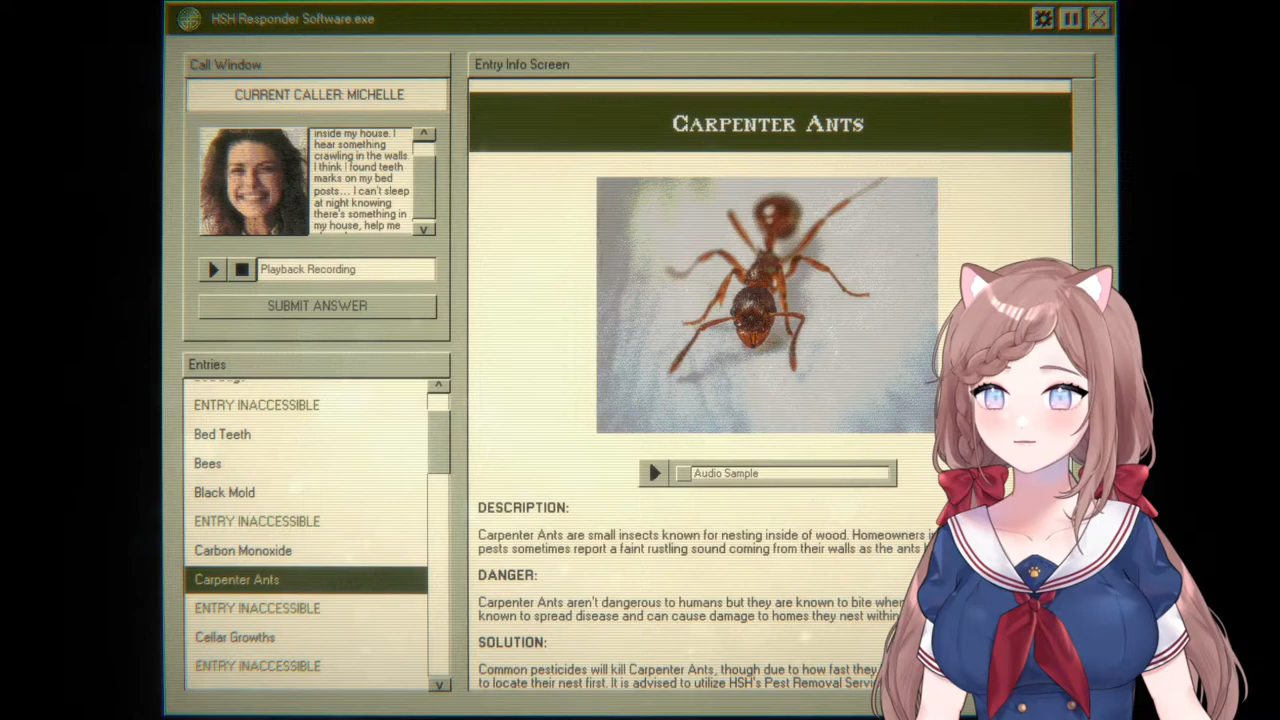 HSH Responder Software.exe
Call Window
CURRENT CALLER: MICHELLE
inside my house. I
hear something
crawling in the walls.
I think I found teeth
marks on my bed
posts... I can't sleep
at night knowing
there's something in
my house, help me
Playback Recording
SUBMIT ANSWER
Entries
ENTRY INACCESSIBLE
Bed Teeth
Bees
Black Mold
ENTRY INACCESSIBLE
Carbon Monoxide
Carpenter Ants
ENTRY INACCESSIBLE
Cellar Growths
ENTRY INACCESSIBLE
Entry Info Screen
CARPENTER ANTS
Audio Sample
DESCRIPTION:
Carpenter Ants are small insects known for nesting inside of wood. Homeowners
pests sometimes report a faint rustling sound coming from their walls as the ants
DANGER:
Carpenter Ants aren't dangerous to humans but they are known to bite when
known to spread disease and can cause damage to homes they nest within
SOLUTION:
Common pesticides will kill Carpenter Ants, though due to how fast they
to locate their nest first. It is advised to utilize HSH's Pest Removal